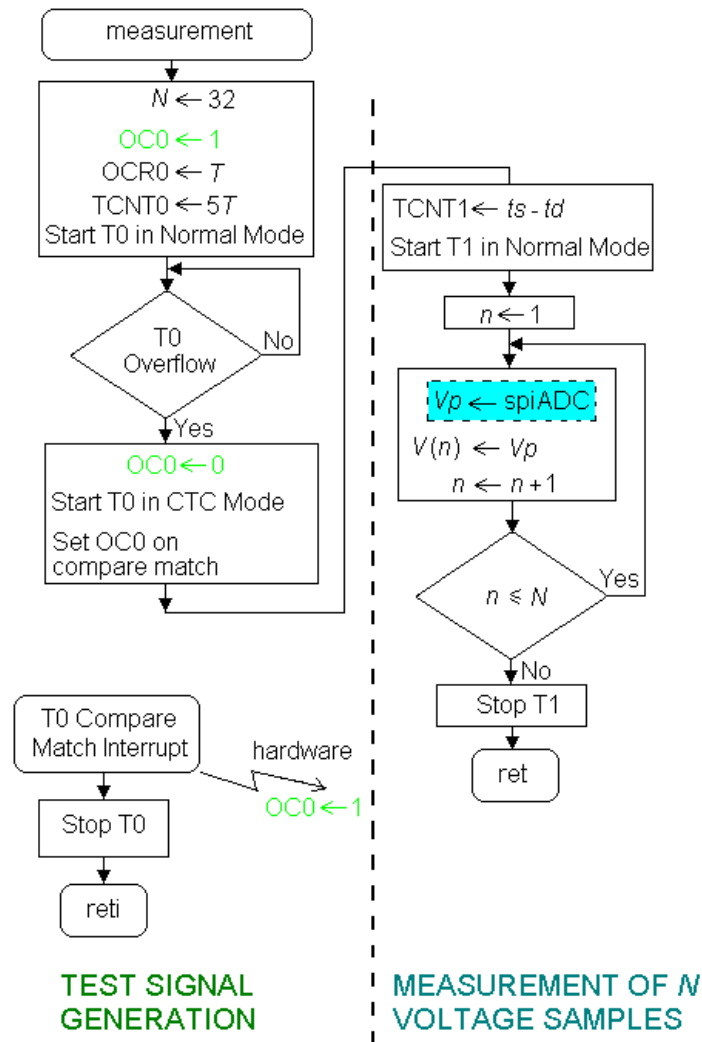 measurement
N ← 32
OC0 ← 1
OCR0 ← T
TCNT0 ← 5T
Start T0 in Normal Mode
T0
Overflow
No
Yes
OC0 ← 0
Start T0 in CTC Mode
Set OC0 on
compare match
T0 Compare
Match Interrupt
hardware
OC0 ← 1
Stop T0
reti
TEST SIGNAL
GENERATION
TCNT1 ← ts - td
Start T1 in Normal Mode
n ← 1
Vp ← spiADC
V(n) ← Vp
n ← n + 1
n ⩽ N
Yes
No
Stop T1
ret
MEASUREMENT OF N
VOLTAGE SAMPLES